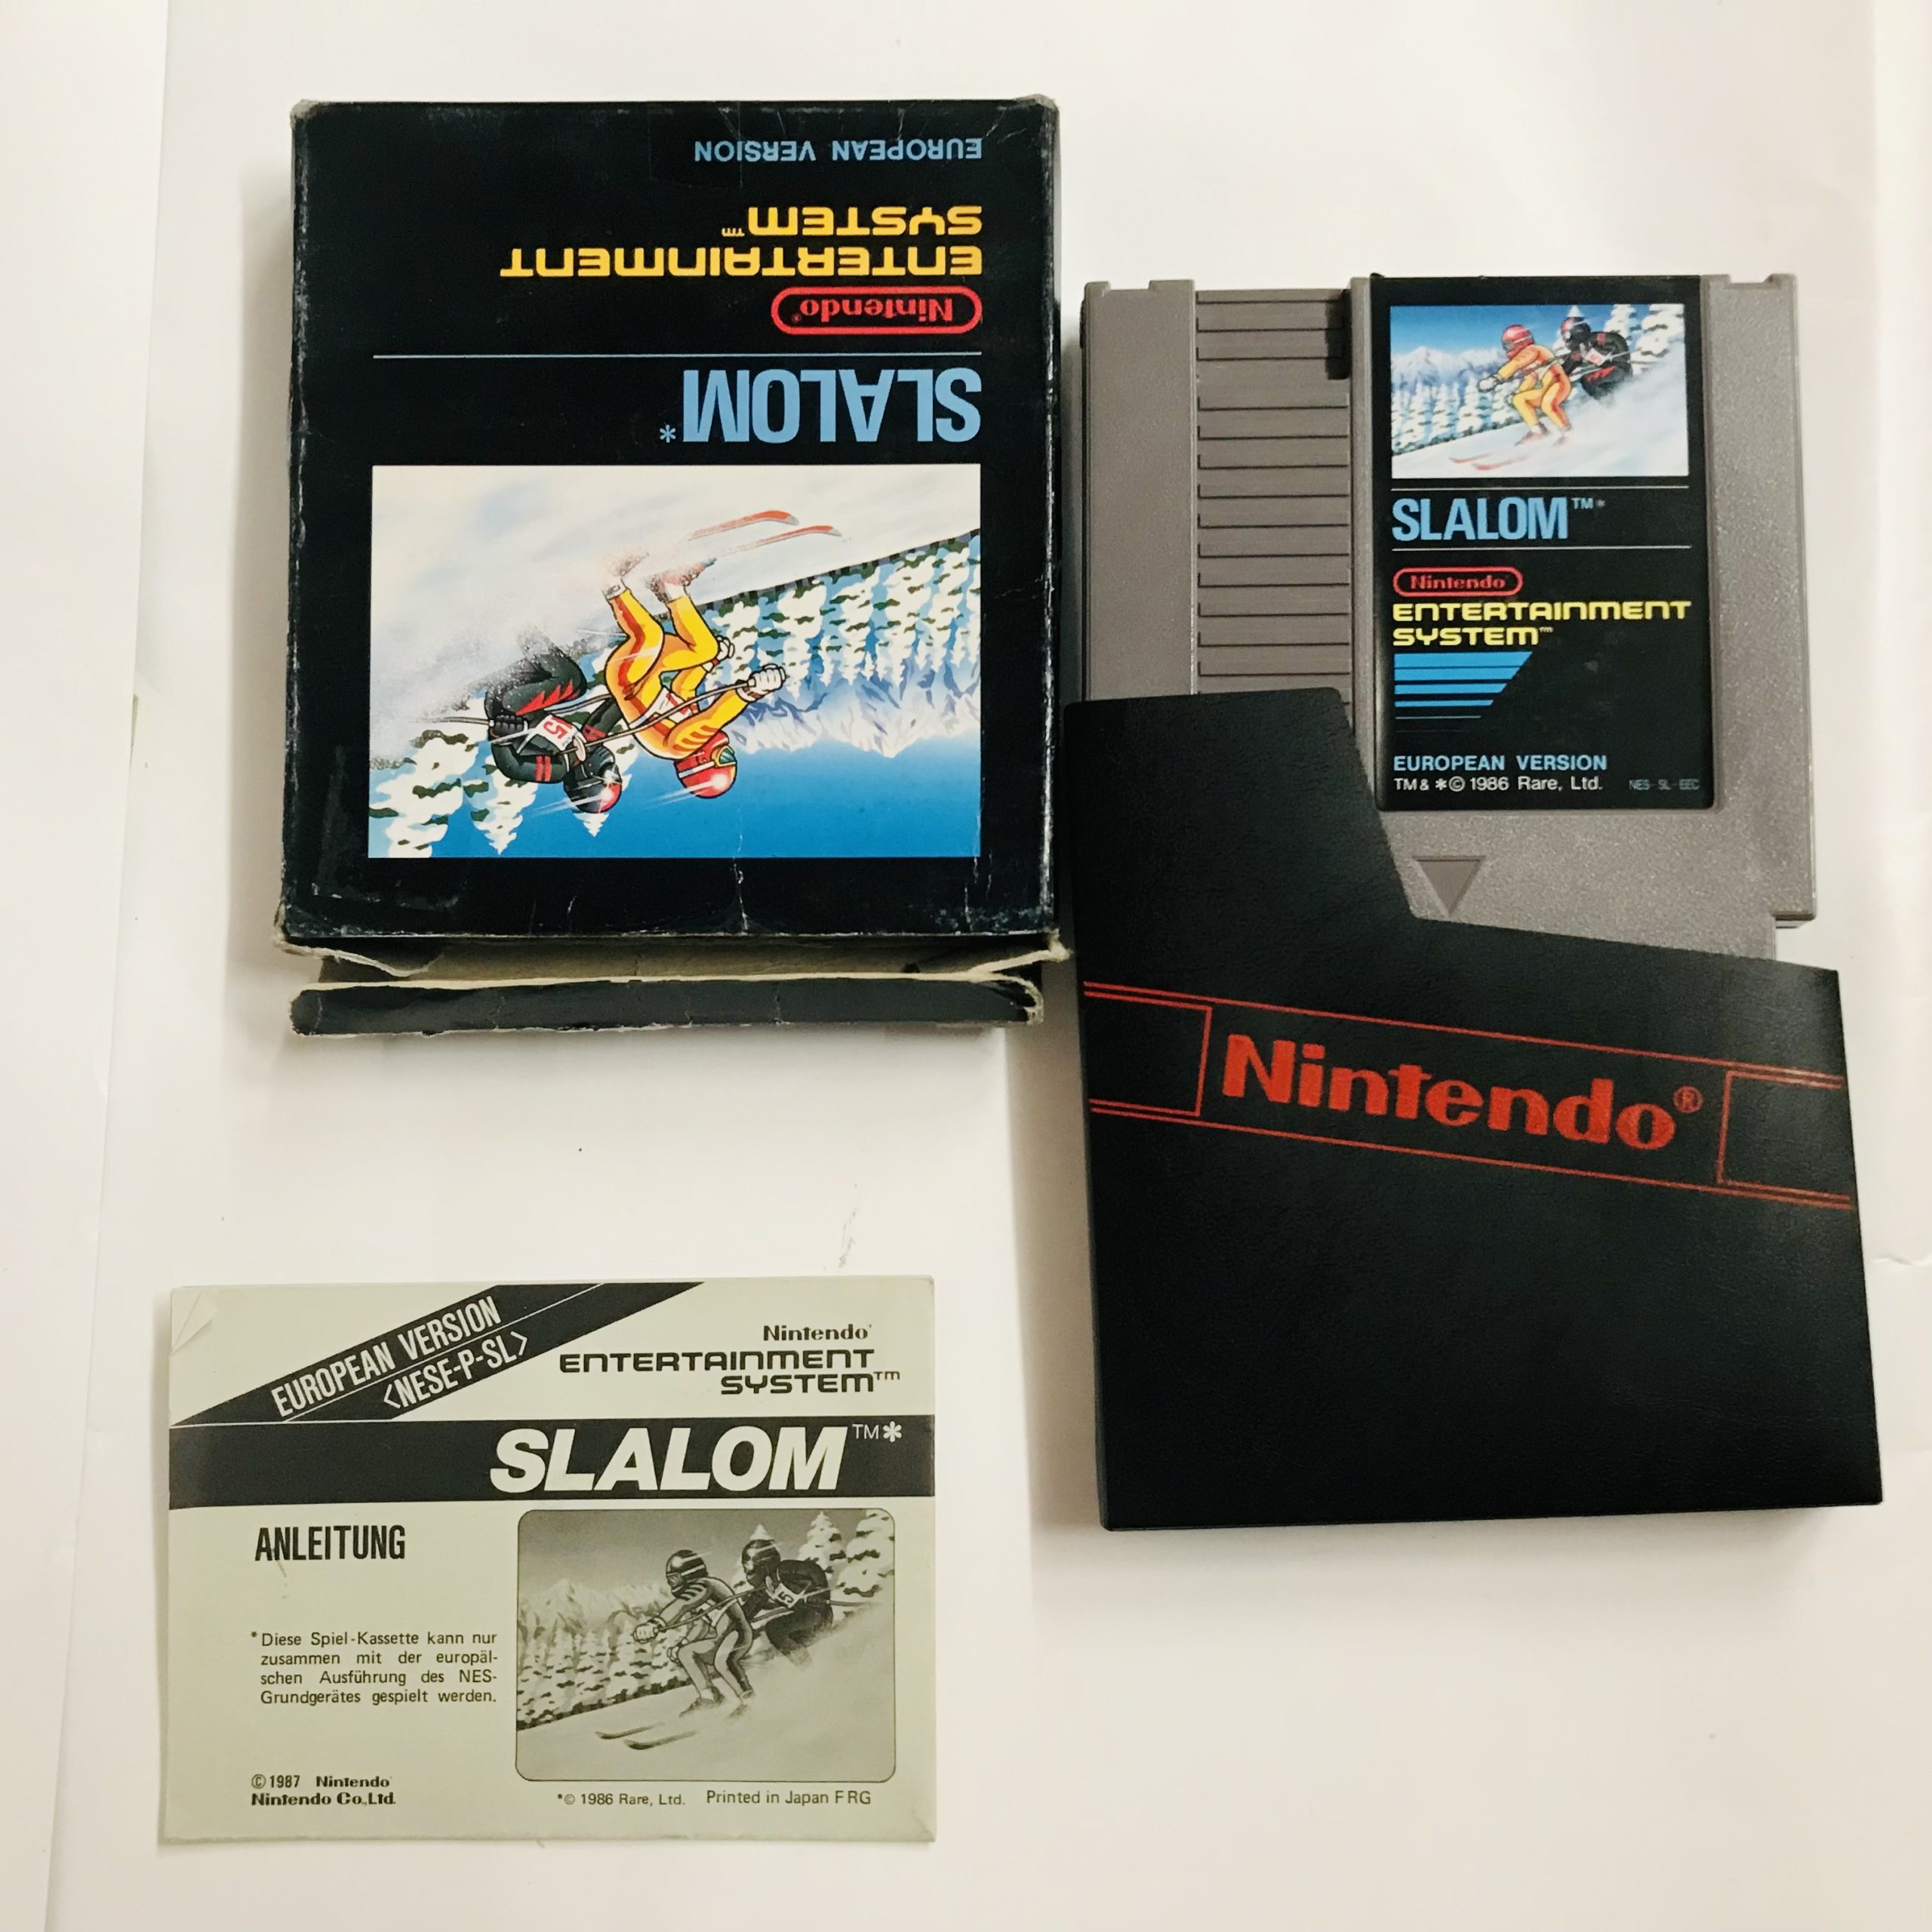 EUROPEAN VERSION
ENTERTAINMENT
SYSTEM™
Nintendo®
SLALOM*
15
SLALOM™*
Nintendo®
ENTERTAINMENT
SYSTEM™
EUROPEAN VERSION
TM & *© 1986 Rare, Ltd. NES-SL-EEC
Nintendo®
EUROPEAN VERSION
<NESE-P-SL>
Nintendo®
ENTERTAINMENT
SYSTEM™
SLALOM™*
ANLEITUNG
*Diese Spiel-Kassette kann nur
zusammen mit der europäi-
schen Ausführung des NES-
Grundgerätes gespielt werden.
15
©1987 Nintendo®
Nintendo Co.,Ltd.
*© 1986 Rare, Ltd. Printed in Japan FRG